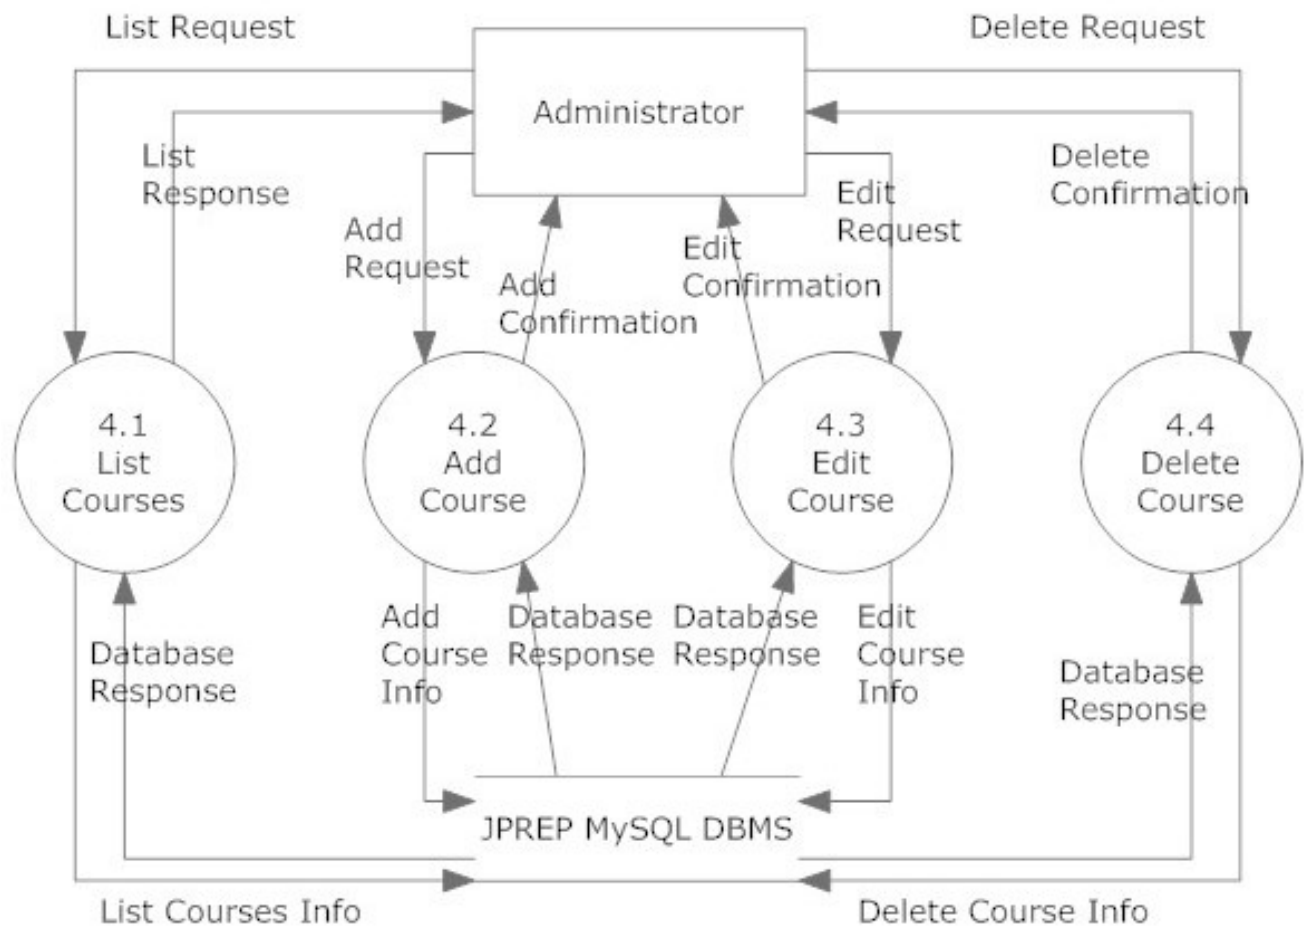 List Request
Delete Request
Administrator
List
Response
Delete
Confirmation
Add
Request
Edit
Request
Add
Confirmation
Edit
Confirmation
4.1
List
Courses
4.2
Add
Course
4.3
Edit
Course
4.4
Delete
Course
Database
Response
Add
Course
Info
Database
Response
Database
Response
Edit
Course
Info
Database
Response
JPREP MySQL DBMS
List Courses Info
Delete Course Info